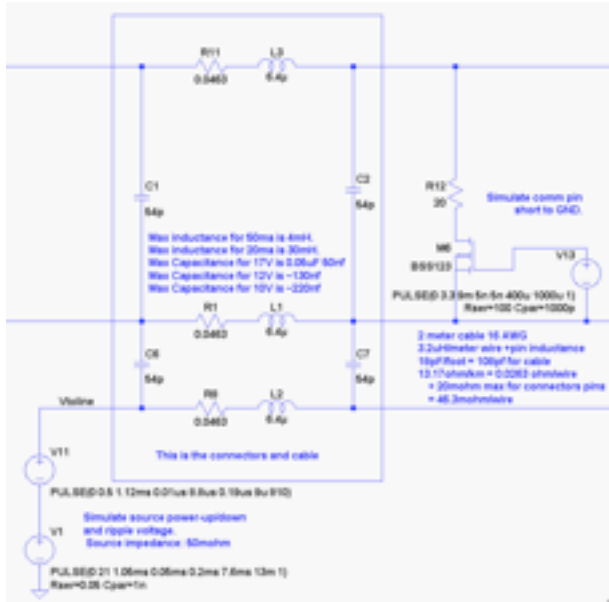 R11
L3
0.0463
6.4µ
C1
54p
C2
54p
R12
20
Simulate comm pin
short to GND.
Max inductance for 50ms is 4mH.
Max inductance for 20ms is 30mH.
Max Capacitance for 17V is 0.05uF 50nf
Max Capacitance for 12V is ~130nf
Max Capacitance for 10V is ~220nf
M6
BSS123
V13
PULSE(0 3.3 9m 5n 5n 400u 1000u 1)
Rser=100 Cpar=1000p
R1
L1
0.0463
6.4µ
C6
54p
C7
54p
2 meter cable 16 AWG
3.2uH/meter wire +pin inductance
18pF/foot = 108pF for cable
13.17ohm/km = 0.0263 ohm/wire
+ 20mohm max for connectors pins
= 46.3mohm/wire
L2
0.0463
6.4µ
This is the connectors and cable
V11
PULSE(0 0.5 1.12ms 0.01us 8.8us 0.19us 9u 910)
Simulate source power-up/down
and ripple voltage.
Source impedance: 50mohm
V1
PULSE(0 21 1.06ms 0.05ms 0.2ms 7.6ms 13m 1)
Rser=0.05 Cpar=1n